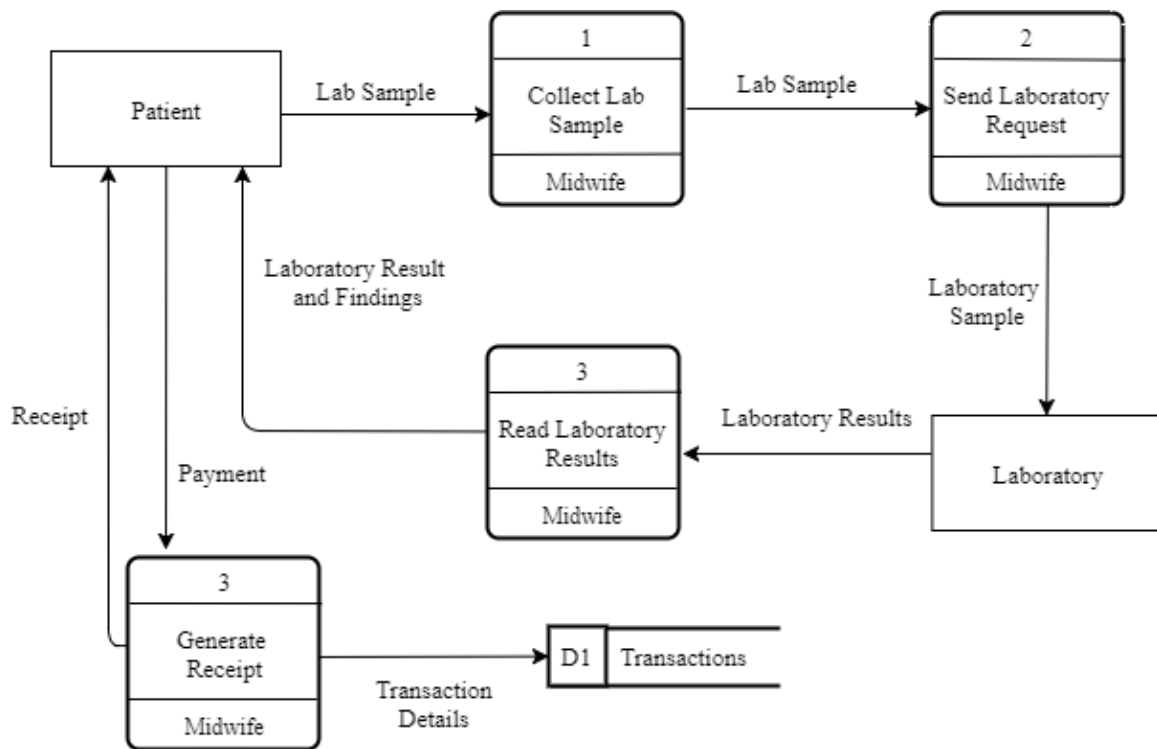 Patient
Lab Sample
1
Collect Lab
Sample
Midwife
Lab Sample
2
Send Laboratory
Request
Midwife
Laboratory Result
and Findings
Laboratory
Sample
Receipt
Payment
3
Read Laboratory
Results
Midwife
Laboratory Results
Laboratory
3
Generate
Receipt
Midwife
Transaction
Details
D1
Transactions